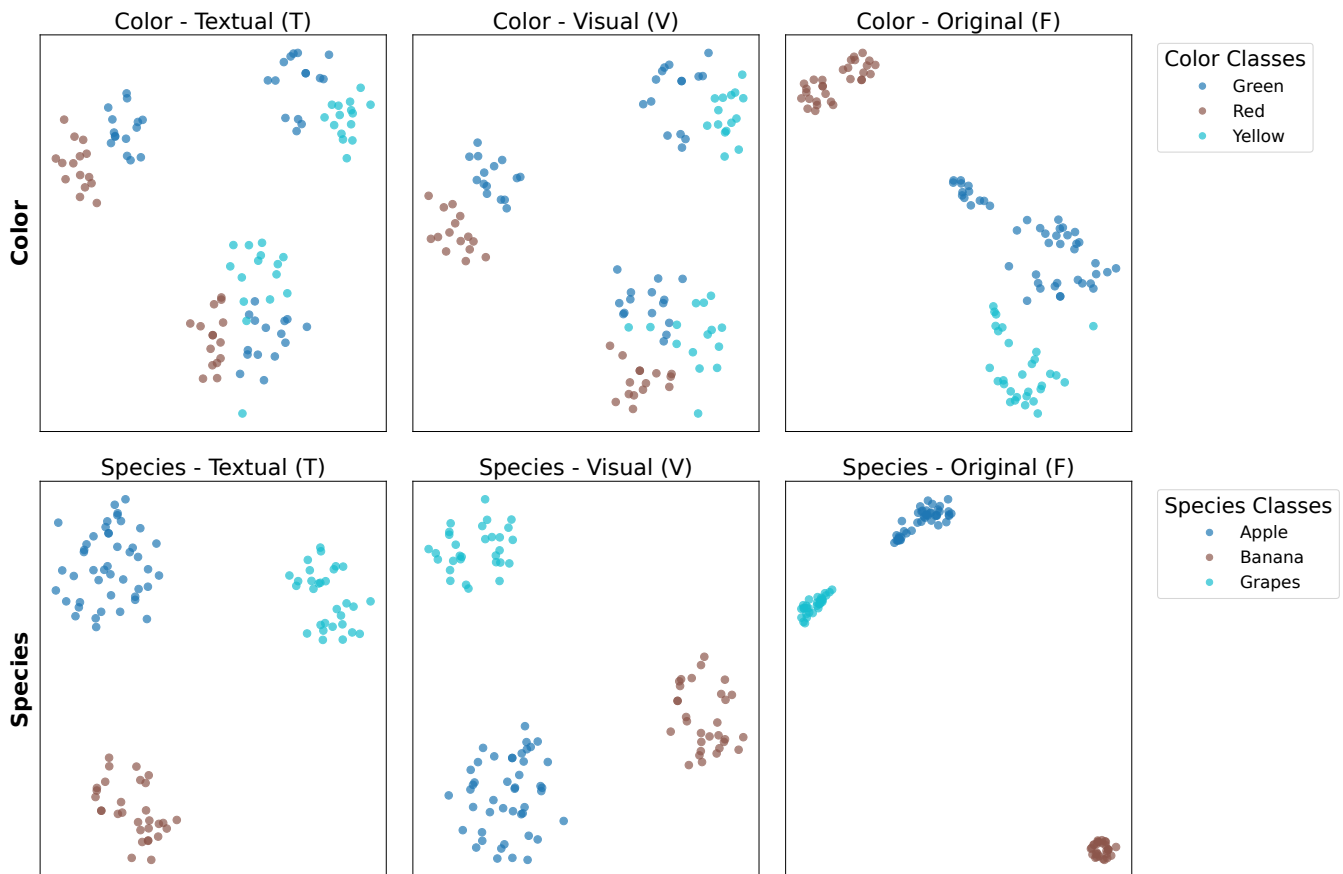 Color - Textual (T)
Color - Visual (V)
Color - Original (F)
Color Classes
Green
Red
Yellow
Color
Species - Textual (T)
Species - Visual (V)
Species - Original (F)
Species Classes
Apple
Banana
Grapes
Species